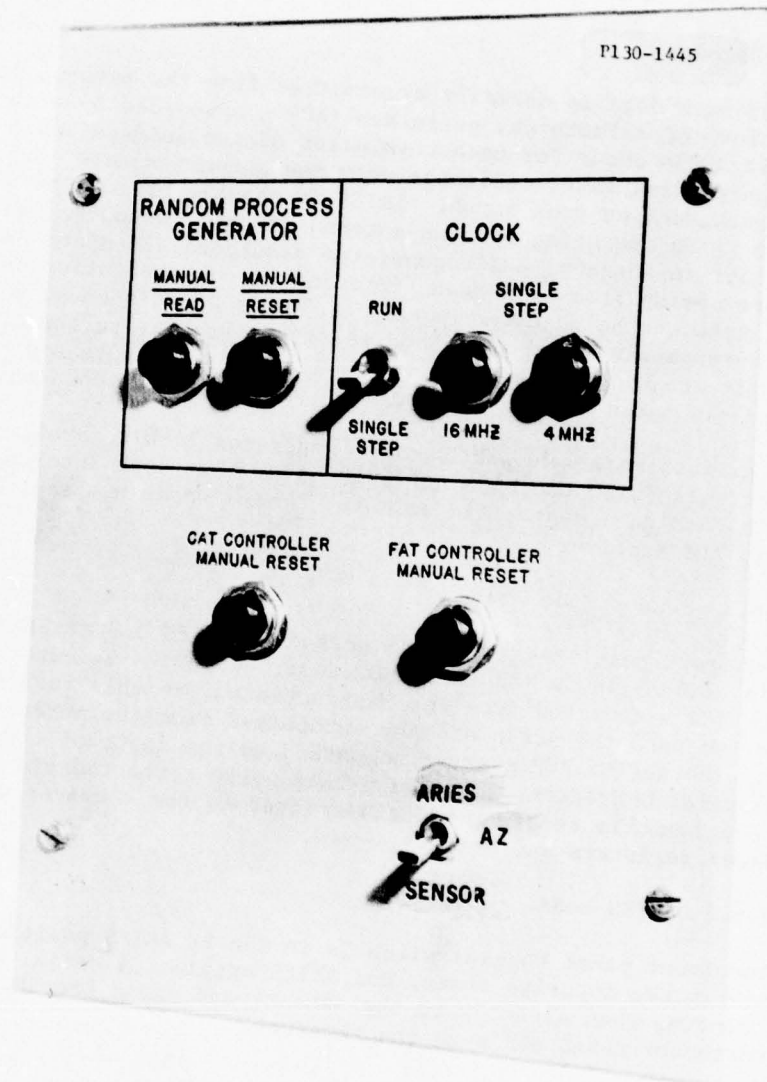 P130-1445
RANDOM PROCESS
GENERATOR
MANUAL
READ
MANUAL
RESET
CLOCK
RUN
SINGLE
STEP
SINGLE
STEP
16 MHZ
4 MHZ
CAT CONTROLLER
MANUAL RESET
FAT CONTROLLER
MANUAL RESET
ARIES
AZ
SENSOR